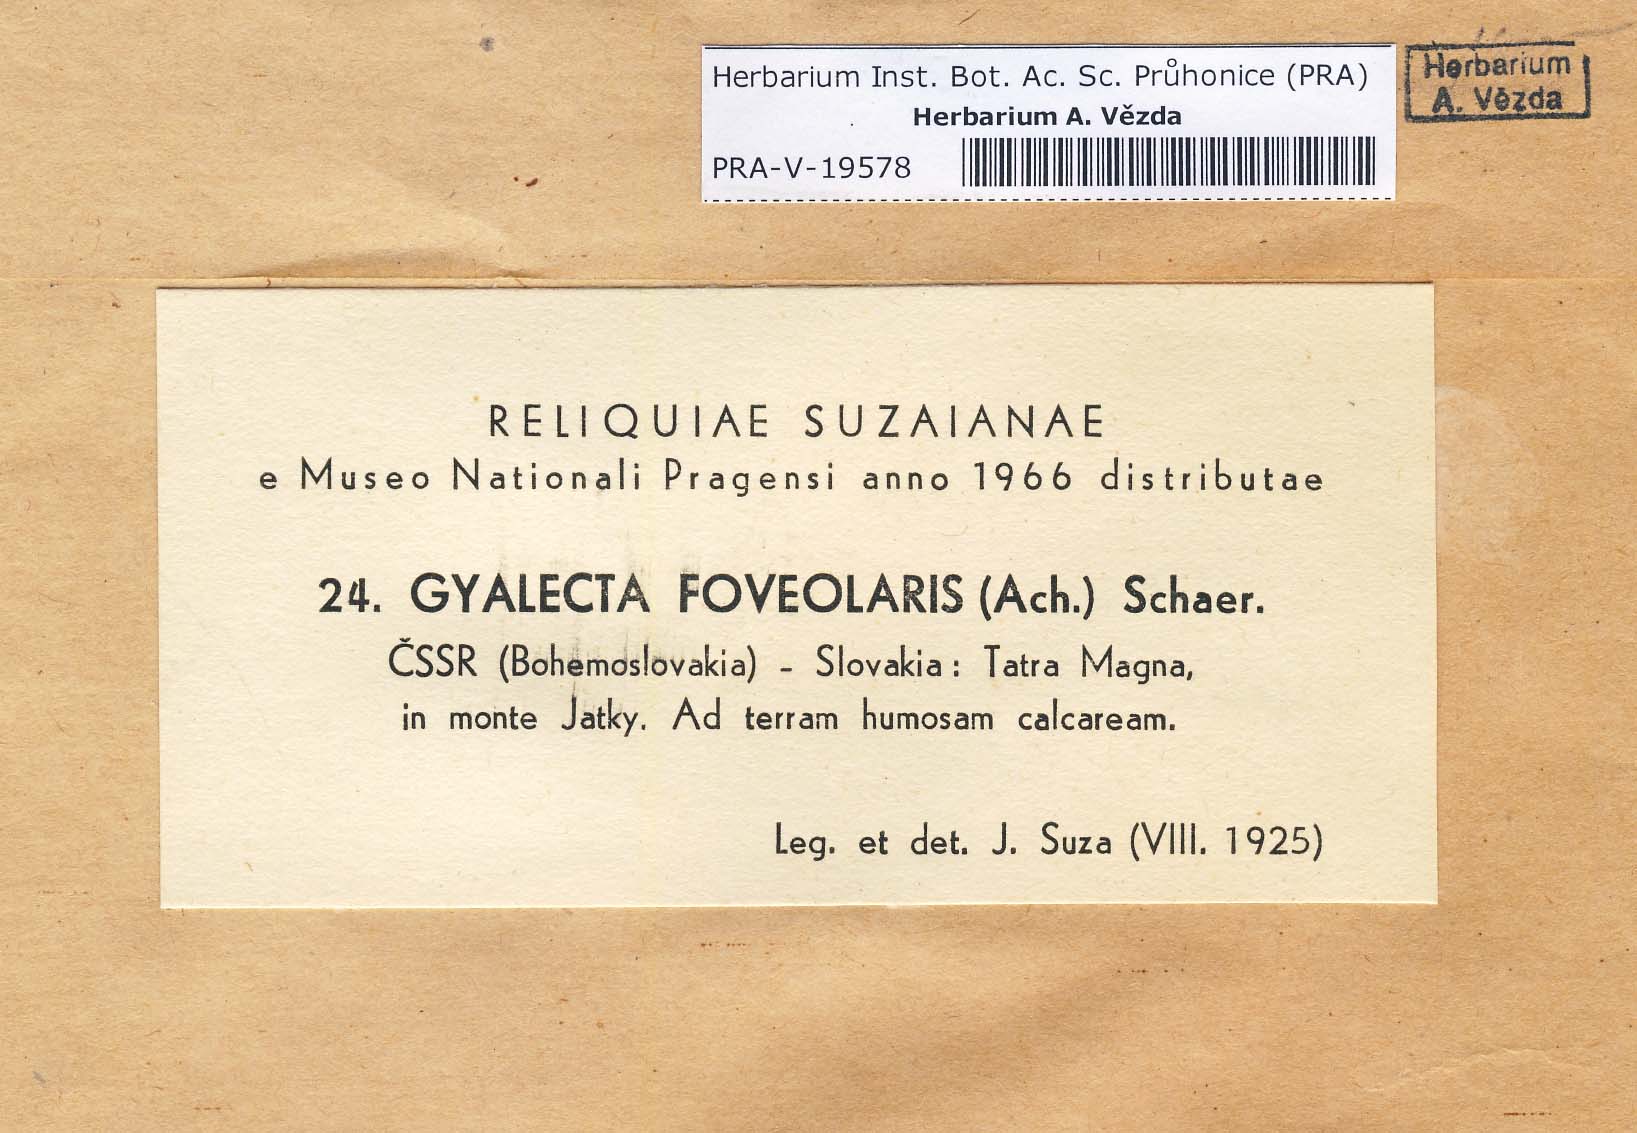 Herbarium Inst. Bot. Ac. Sc. Průhonice (PRA)
Herbarium A. Vězda
PRA-V-19578
Herbarium
A. Vězda
RELIQUIAE SUZAIANAE
e Museo Nationali Pragensi anno 1966 distributae
24. GYALECTA FOVEOLARIS (Ach.) Schaer.
ČSSR (Bohemoslovakia) - Slovakia: Tatra Magna,
in monte Jatky. Ad terram humosam calcaream.
Leg. et det. J. Suza (VIII. 1925)